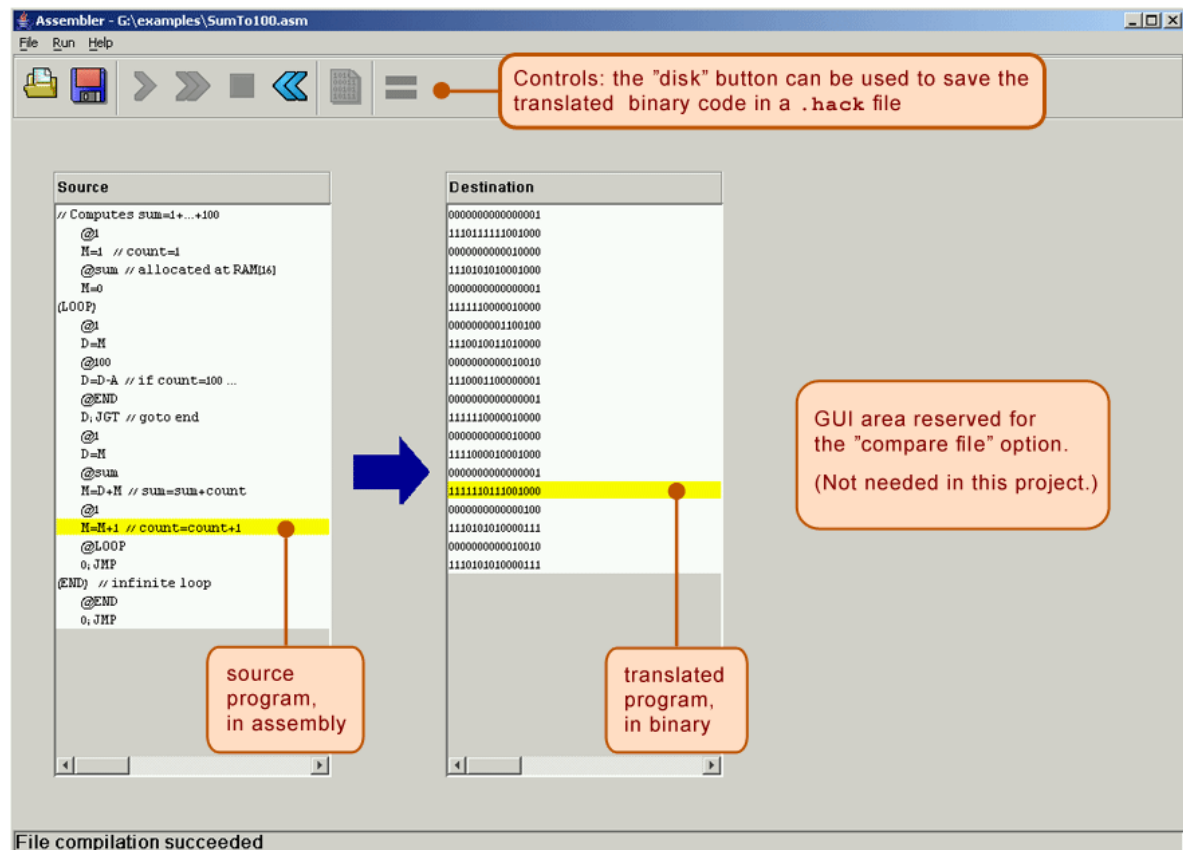 Assembler - G:\examples\SumTo100.asm
File Run Help
Controls: the "disk" button can be used to save the
translated binary code in a .hack file
Source
// Computes sum=1+...+100
@1
M=1 // count=1
@sum // allocated at RAM[16]
M=0
(LOOP)
@1
D=M
@100
D=D-A // if count=100 ...
@END
D;JGT // goto end
@1
D=M
@sum
M=D+M // sum=sum+count
@1
M=M+1 // count=count+1
@LOOP
0;JMP
(END) // infinite loop
@END
0;JMP
source
program,
in assembly
Destination
0000000000000001
1110111111001000
0000000000010000
1110101010001000
0000000000000001
1111110000010000
0000000001100100
1110010011010000
0000000000010010
1110001100000001
0000000000000001
1111110000010000
0000000000010000
1111000010001000
0000000000000001
1111110111001000
0000000000000100
1110101010000111
0000000000010010
1110101010000111
translated
program,
in binary
GUI area reserved for
the "compare file" option.
(Not needed in this project.)
File compilation succeeded